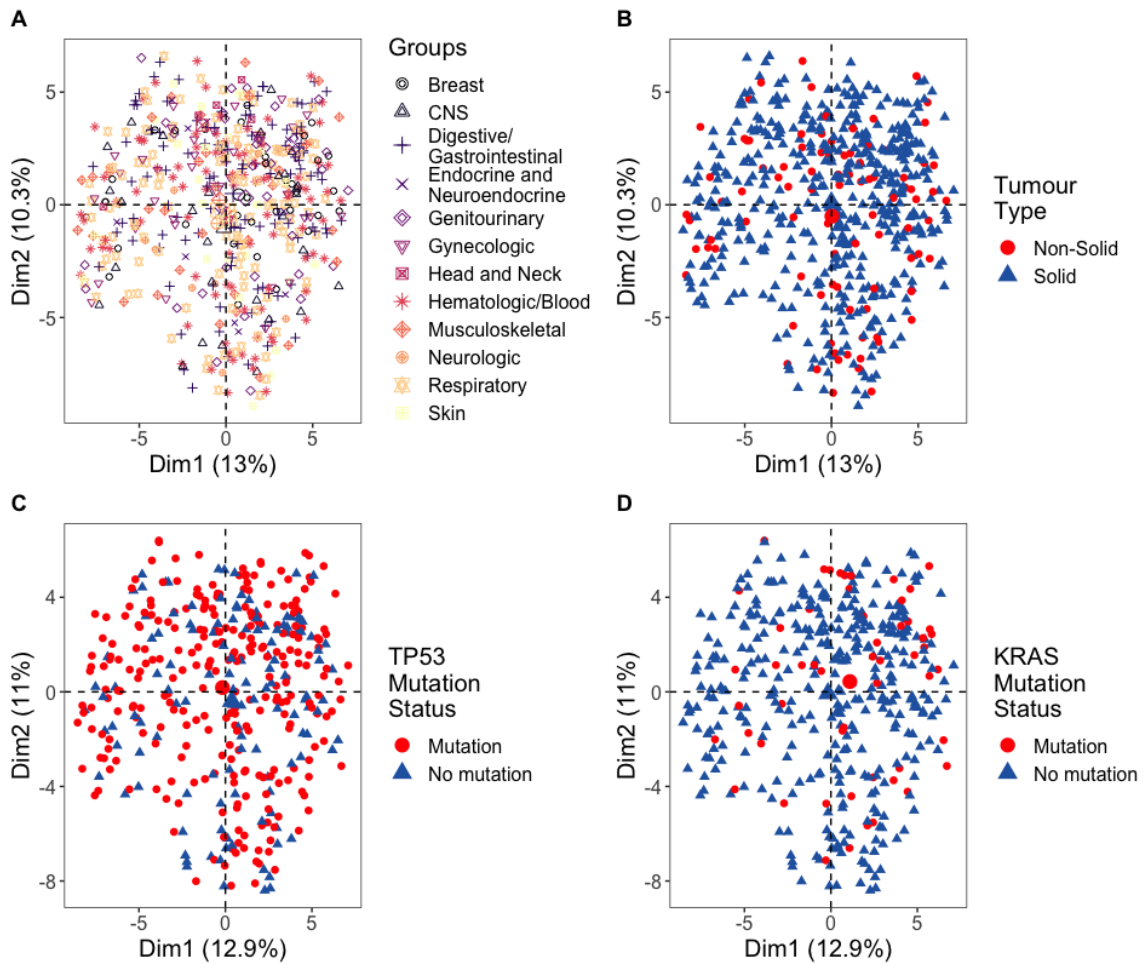 A
5
0
-5
-5
0
5
Dim1 (13%)
Dim2 (10.3%)
Groups
Breast
CNS
Digestive/
Gastrointestinal
Endocrine and
Neuroendocrine
Genitourinary
Gynecologic
Head and Neck
Hematologic/Blood
Musculoskeletal
Neurologic
Respiratory
Skin
B
5
0
-5
-5
0
5
Dim1 (13%)
Dim2 (10.3%)
Tumour
Type
Non-Solid
Solid
C
4
0
-4
-8
-5
0
5
Dim1 (12.9%)
Dim2 (11%)
TP53
Mutation
Status
Mutation
No mutation
D
4
0
-4
-8
-5
0
5
Dim1 (12.9%)
Dim2 (11%)
KRAS
Mutation
Status
Mutation
No mutation